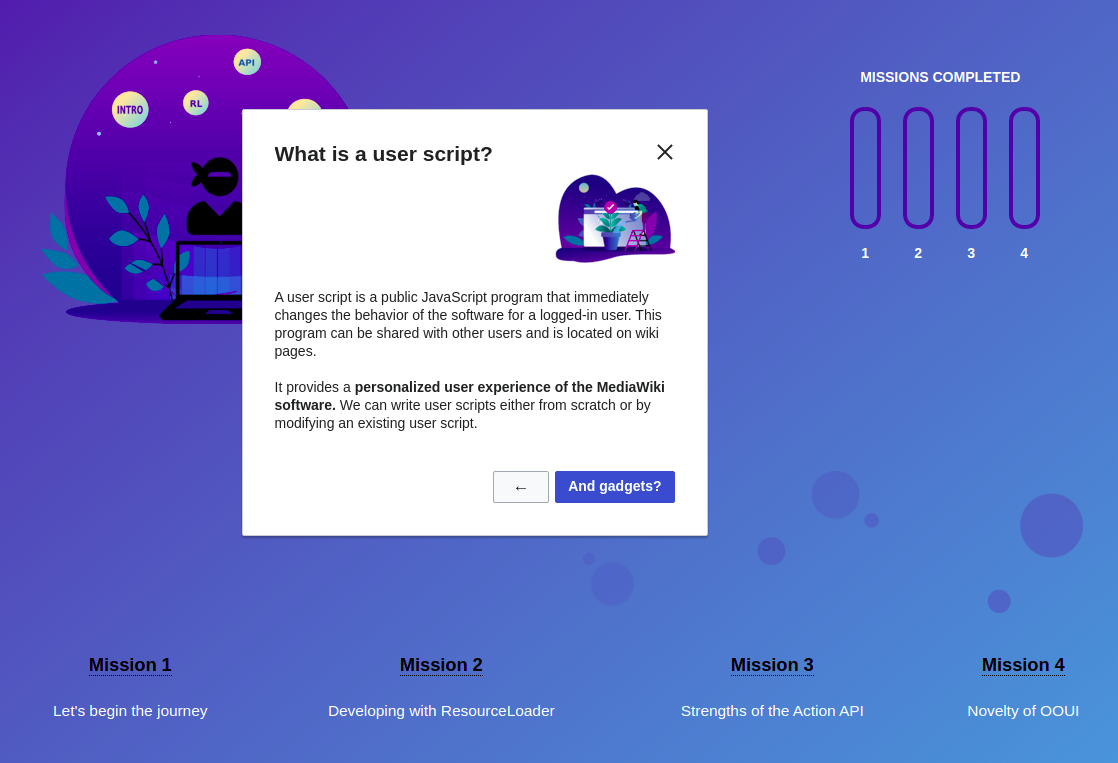 API
INTRO
RL
MISSIONS COMPLETED
1 2 3 4
What is a user script?
A user script is a public JavaScript program that immediately
changes the behavior of the software for a logged-in user. This
program can be shared with other users and is located on wiki
pages.
It provides a personalized user experience of the MediaWiki
software. We can write user scripts either from scratch or by
modifying an existing user script.
← And gadgets?
Mission 1 Mission 2 Mission 3 Mission 4
Let's begin the journey Developing with ResourceLoader Strengths of the Action API Novelty of OOUI